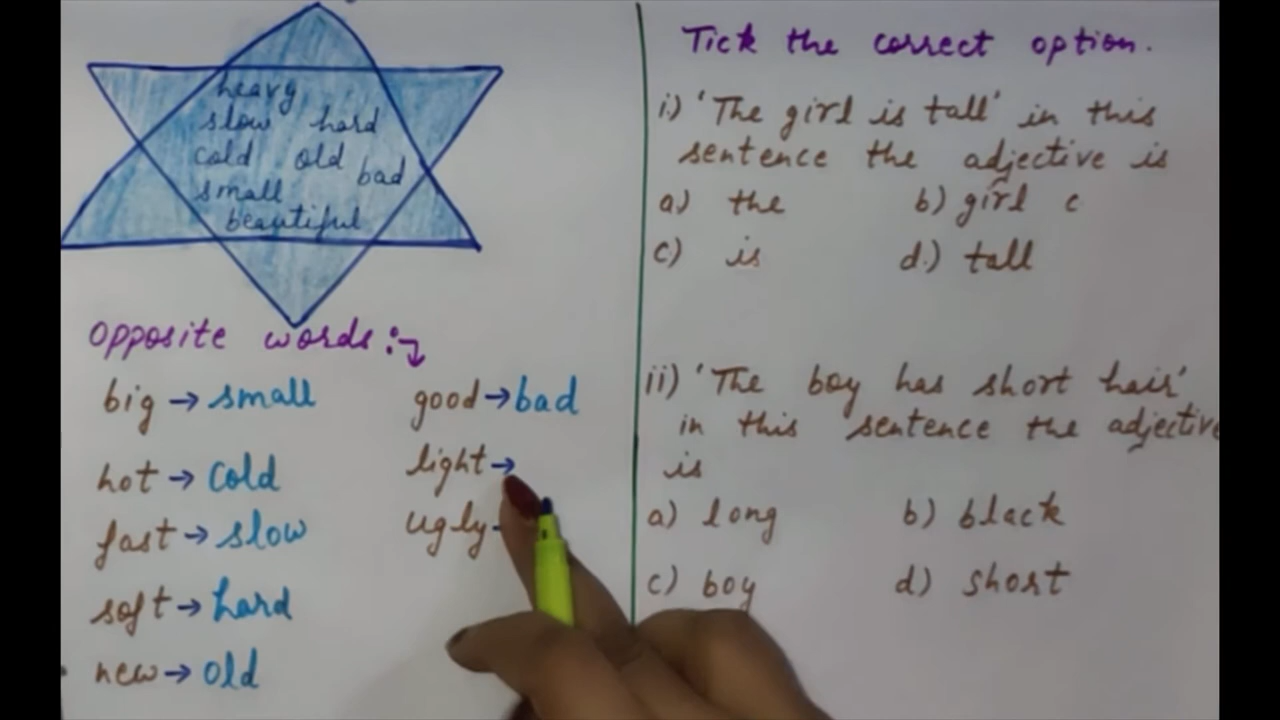 heavy
slow hard
cold old
bad
small
beautiful
Opposite words:
big → small
hot → cold
fast → slow
soft → hard
new → old
good → bad
light →
ugly
Tick the correct option.
i) 'The girl is tall' in this
sentence the adjective is
a) the b) girl c
c) is d.) tall
ii) 'The boy has short hair'
in this sentence the adjective
is
a) long b) black
c) boy d) short